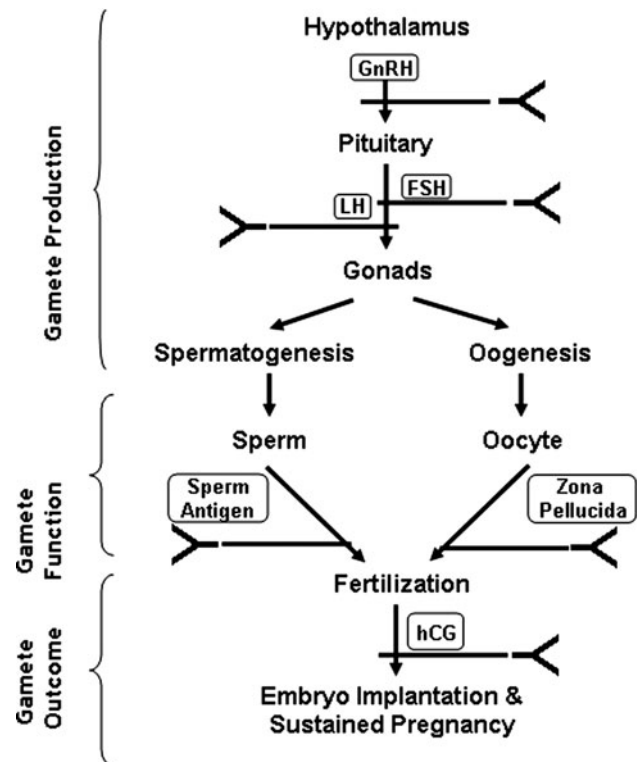 Hypothalamus
GnRH
Pituitary
FSH
LH
Gonads
Spermatogenesis
Oogenesis
Gamete Production
Sperm
Oocyte
Sperm
Antigen
Zona
Pellucida
Gamete
Function
Fertilization
hCG
Embryo Implantation &
Sustained Pregnancy
Gamete
Outcome